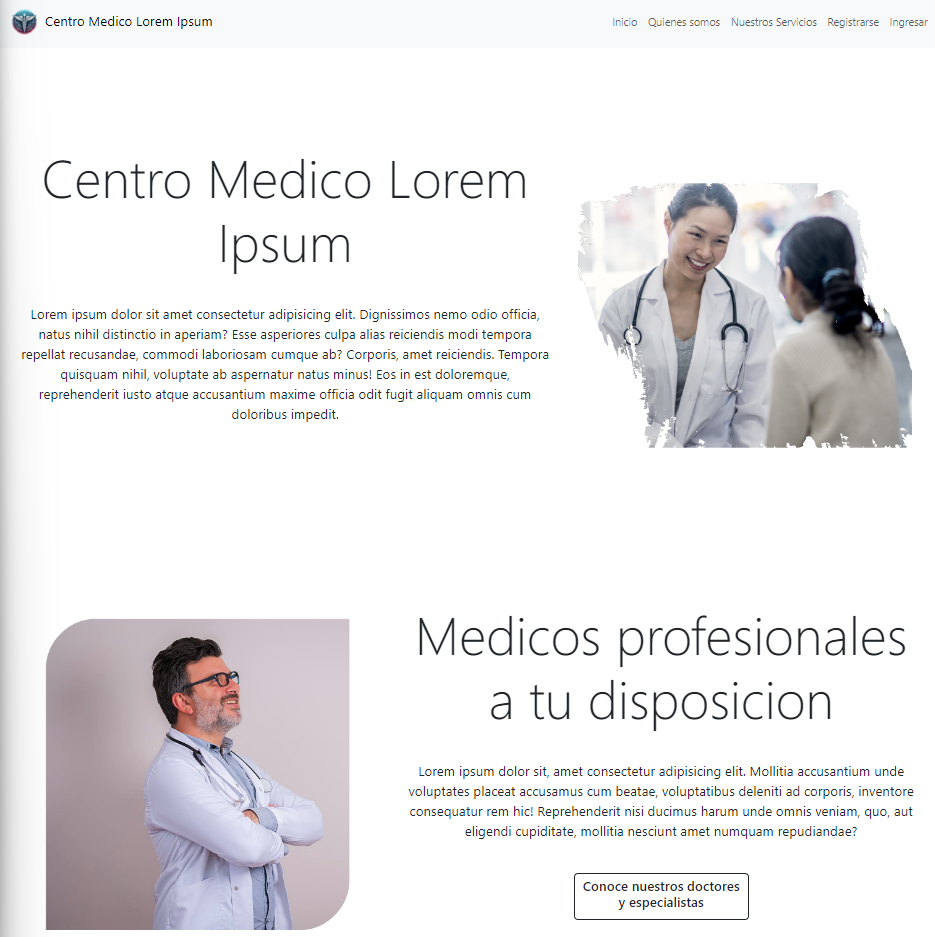 Centro Medico Lorem Ipsum
Inicio Quienes somos Nuestros Servicios Registrarse Ingresar
Centro Medico Lorem
Ipsum
Lorem ipsum dolor sit amet consectetur adipisicing elit. Dignissimos nemo odio officia,
natus nihil distinctio in aperiam? Esse asperiores culpa alias reiciendis modi tempora
repellat recusandae, commodi laboriosam cumque ab? Corporis, amet reiciendis. Tempora
quisquam nihil, voluptate ab aspernatur natus minus! Eos in est doloremque,
reprehenderit iusto atque accusantium maxime officia odit fugit aliquam omnis cum
doloribus impedit.
Medicos profesionales
a tu disposicion
Lorem ipsum dolor sit, amet consectetur adipisicing elit. Mollitia accusantium unde
voluptates placeat accusamus cum beatae, voluptatibus deleniti ad corporis, inventore
consequatur rem hic! Reprehenderit nisi ducimus harum unde omnis veniam, quo, aut
eligendi cupiditate, mollitia nesciunt amet numquam repudiandae?
Conoce nuestros doctores
y especialistas